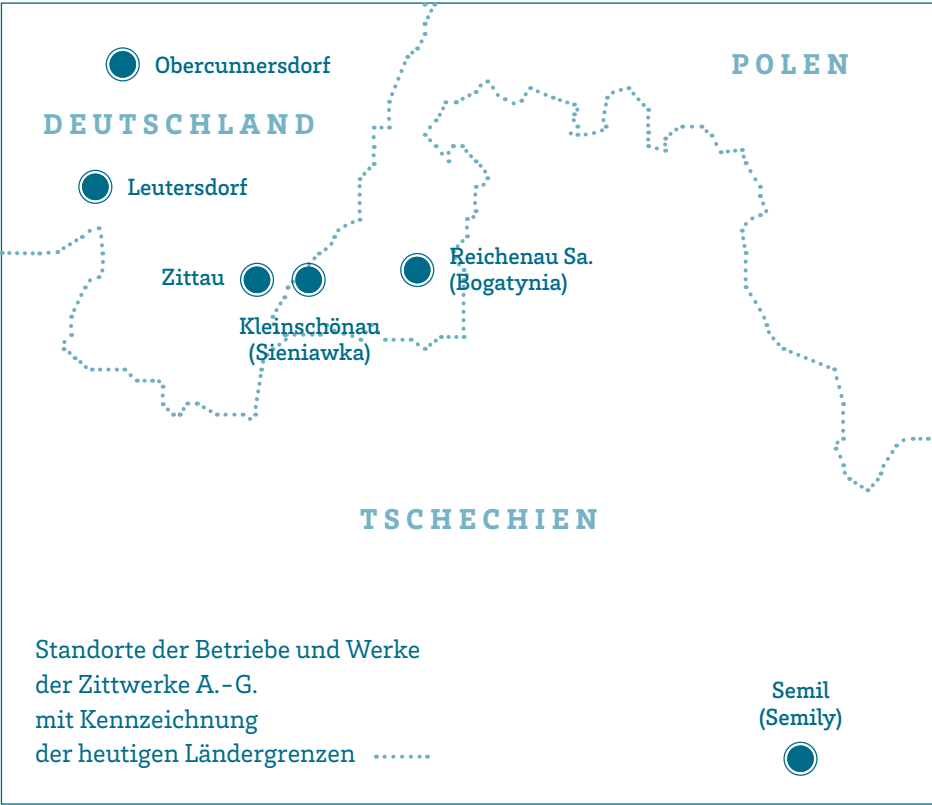 Obercunnersdorf
POLEN
DEUTSCHLAND
Leutersdorf
Zittau
Reichenau Sa.
(Bogatynia)
Kleinschönau
(Sieniawka)
TSCHECHIEN
Standorte der Betriebe und Werke
der Zittwerke A.-G.
mit Kennzeichnung
der heutigen Ländergrenzen
Semil
(Semily)